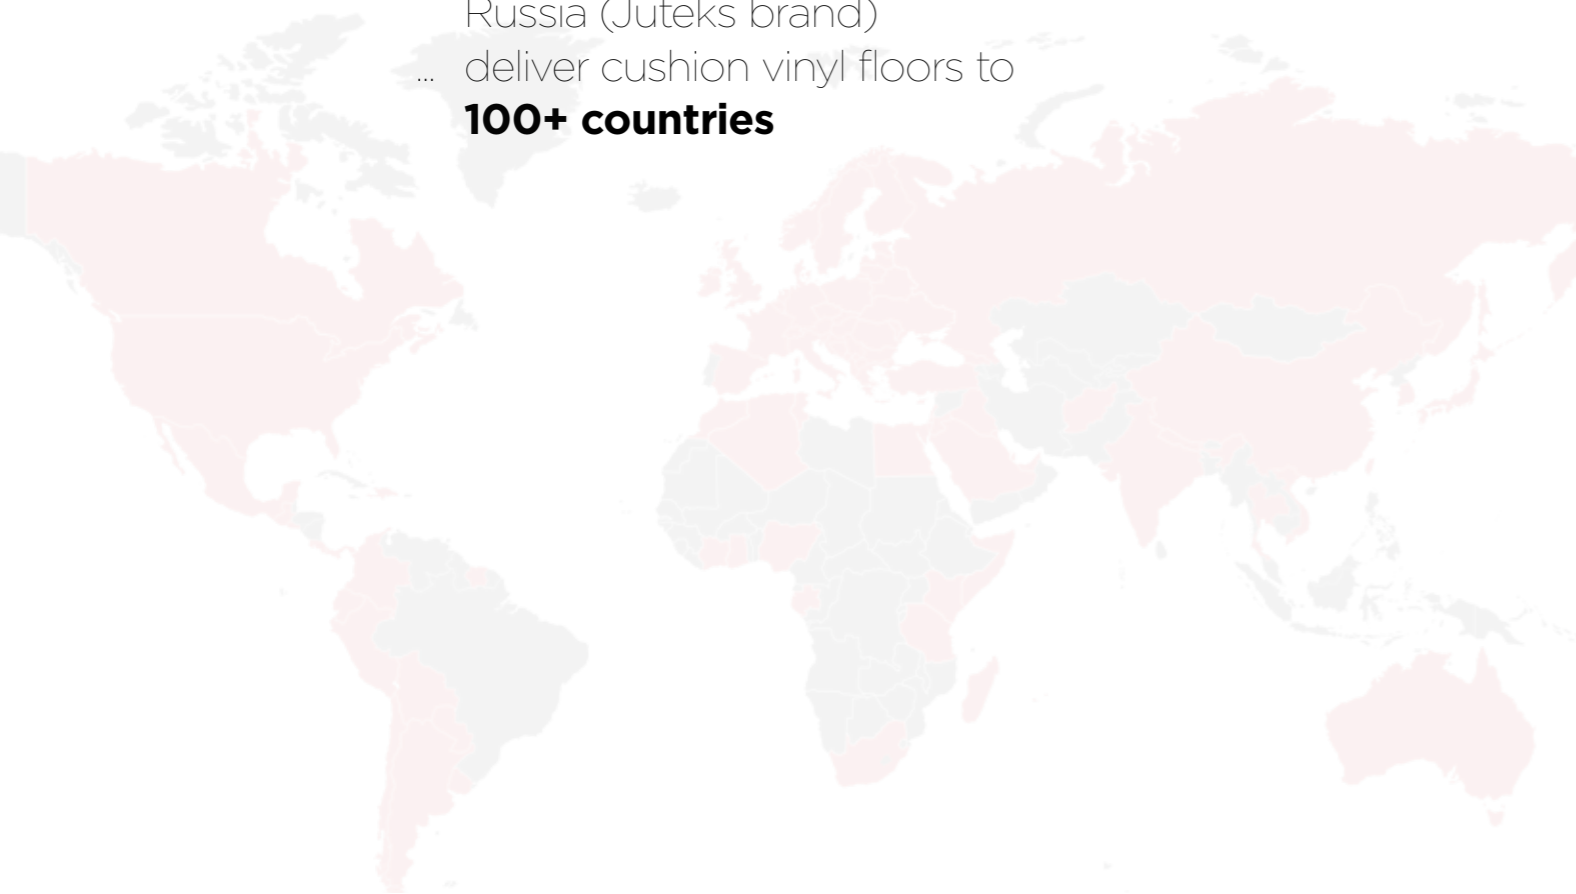 Russia (Juteks brand)
... deliver cushion vinyl floors to
100+ countries